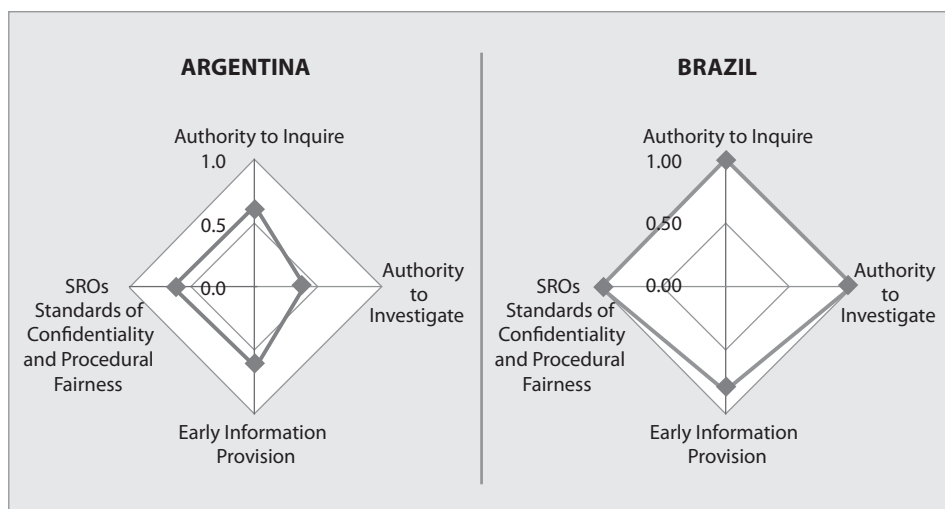 ARGENTINA
Authority to Inquire
1.0
0.5
0.0
Authority
to
Investigate
SROs
Standards of
Confidentiality
and Procedural
Fairness
Early Information
Provision
BRAZIL
Authority to Inquire
1.00
0.50
0.00
Authority
to
Investigate
SROs
Standards of
Confidentiality
and Procedural
Fairness
Early Information
Provision